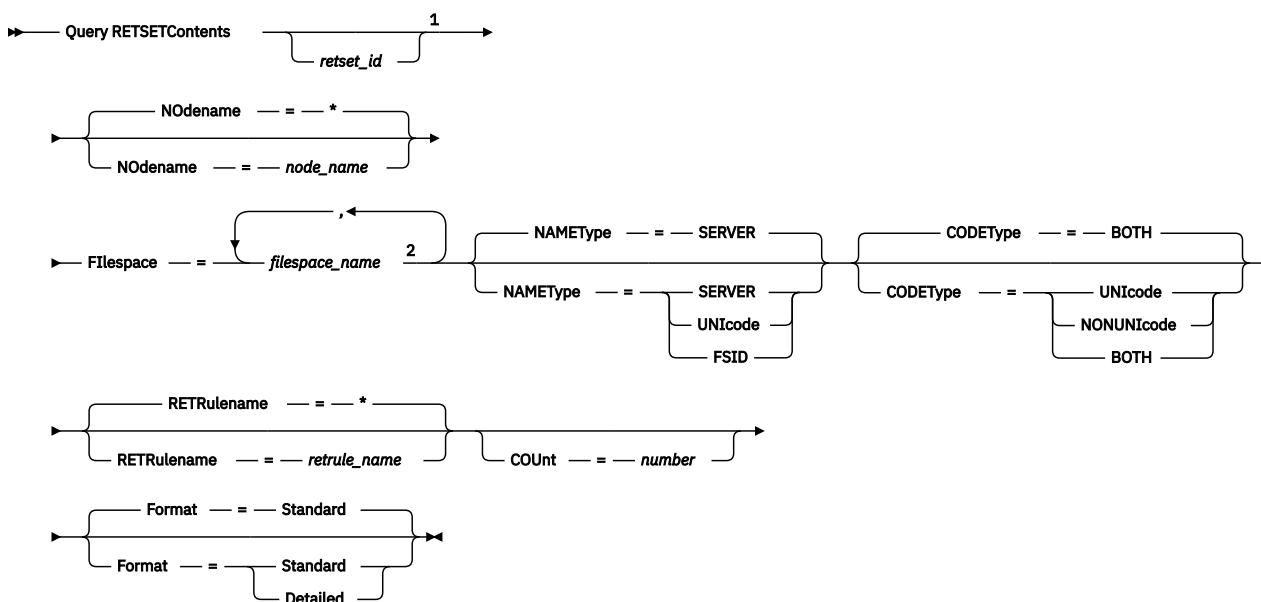 Query RETSETContents retset_id 1
NOdename = *
NOdename = node_name
FIlespace = filespace_name , 2
NAMEType = SERVER
NAMEType = SERVER
UNIcode
FSID
CODEType = BOTH
CODEType = UNIcode
NONUNIcode
BOTH
RETRulename = *
RETRulename = retrule_name
COUnt = number
Format = Standard
Format = Standard
Detailed